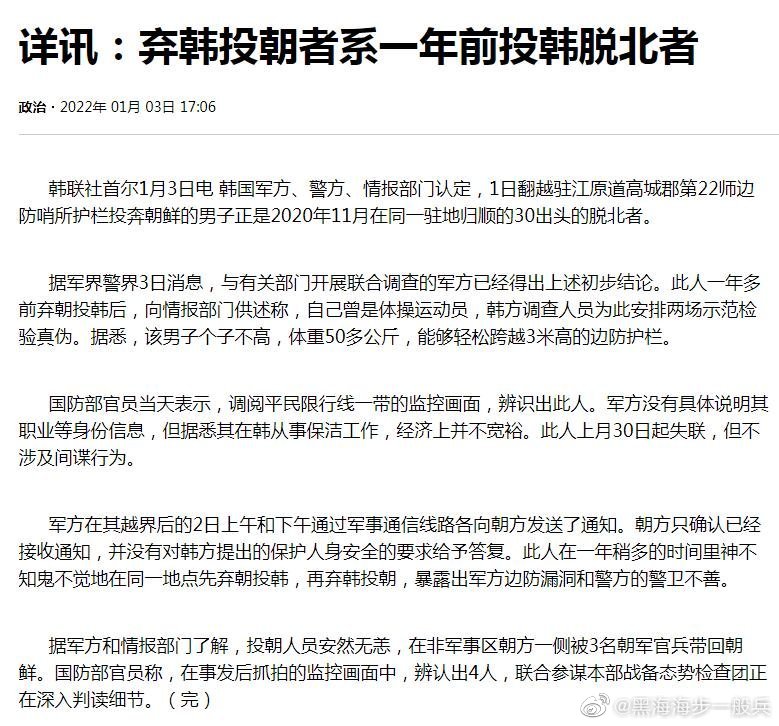 详讯：弃韩投朝者系一年前投韩脱北者
政治 · 2022年 01月 03日 17:06
韩联社首尔1月3日电 韩国军方、警方、情报部门认定，1日翻越驻江原道高城郡第22师边
防哨所护栏投奔朝鲜的男子正是2020年11月在同一驻地归顺的30出头的脱北者。
据军界警界3日消息，与有关部门开展联合调查的军方已经得出上述初步结论。此人一年多
前弃朝投韩后，向情报部门供述称，自己曾是体操运动员，韩方调查人员为此安排两场示范检
验真伪。据悉，该男子个子不高，体重50多公斤，能够轻松跨越3米高的边防护栏。
国防部官员当天表示，调阅平民限行线一带的监控画面，辨识出此人。军方没有具体说明其
职业等身份信息，但据悉其在韩从事保洁工作，经济上并不宽裕。此人上月30日起失联，但不
涉及间谍行为。
军方在其越界后的2日上午和下午通过军事通信线路各向朝方发送了通知。朝方只确认已经
接收通知，并没有对韩方提出的保护人身安全的要求给予答复。此人在一年稍多的时间里神不
知鬼不觉地在同一地点先弃朝投韩，再弃韩投朝，暴露出军方边防漏洞和警方的警卫不善。
据军方和情报部门了解，投朝人员安然无恙，在非军事区朝方一侧被3名朝军官兵带回朝
鲜。国防部官员称，在事发后抓拍的监控画面中，辨认出4人，联合参谋本部战备态势检查团正
在深入判读细节。（完）
@黑海海步一般兵